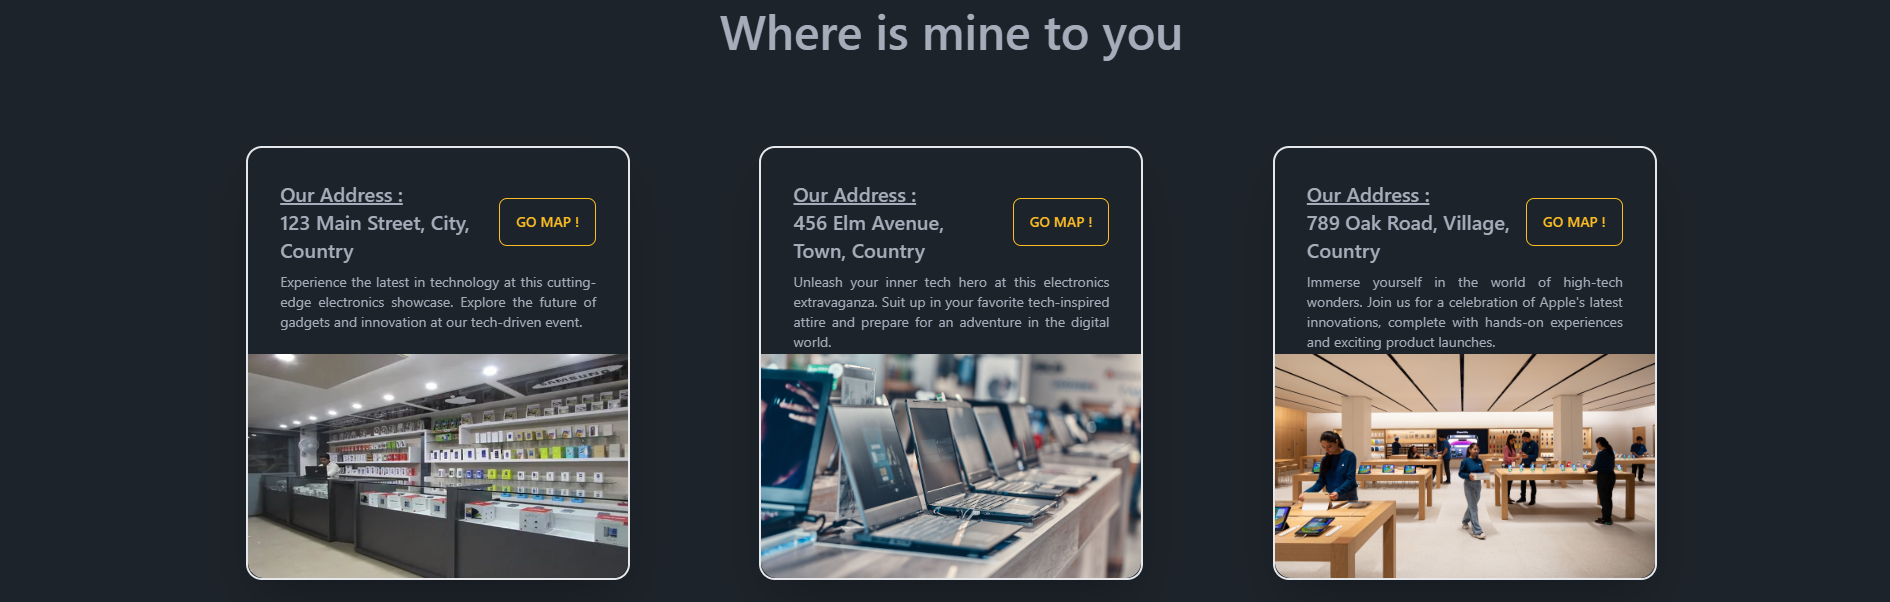 Where is mine to you
Our Address :
123 Main Street, City,
Country
GO MAP !
Experience the latest in technology at this cutting-
edge electronics showcase. Explore the future of
gadgets and innovation at our tech-driven event.
SAMSUNG
Our Address :
456 Elm Avenue,
Town, Country
GO MAP !
Unleash your inner tech hero at this electronics
extravaganza. Suit up in your favorite tech-inspired
attire and prepare for an adventure in the digital
world.
Our Address :
789 Oak Road, Village,
Country
GO MAP !
Immerse yourself in the world of high-tech
wonders. Join us for a celebration of Apple's latest
innovations, complete with hands-on experiences
and exciting product launches.